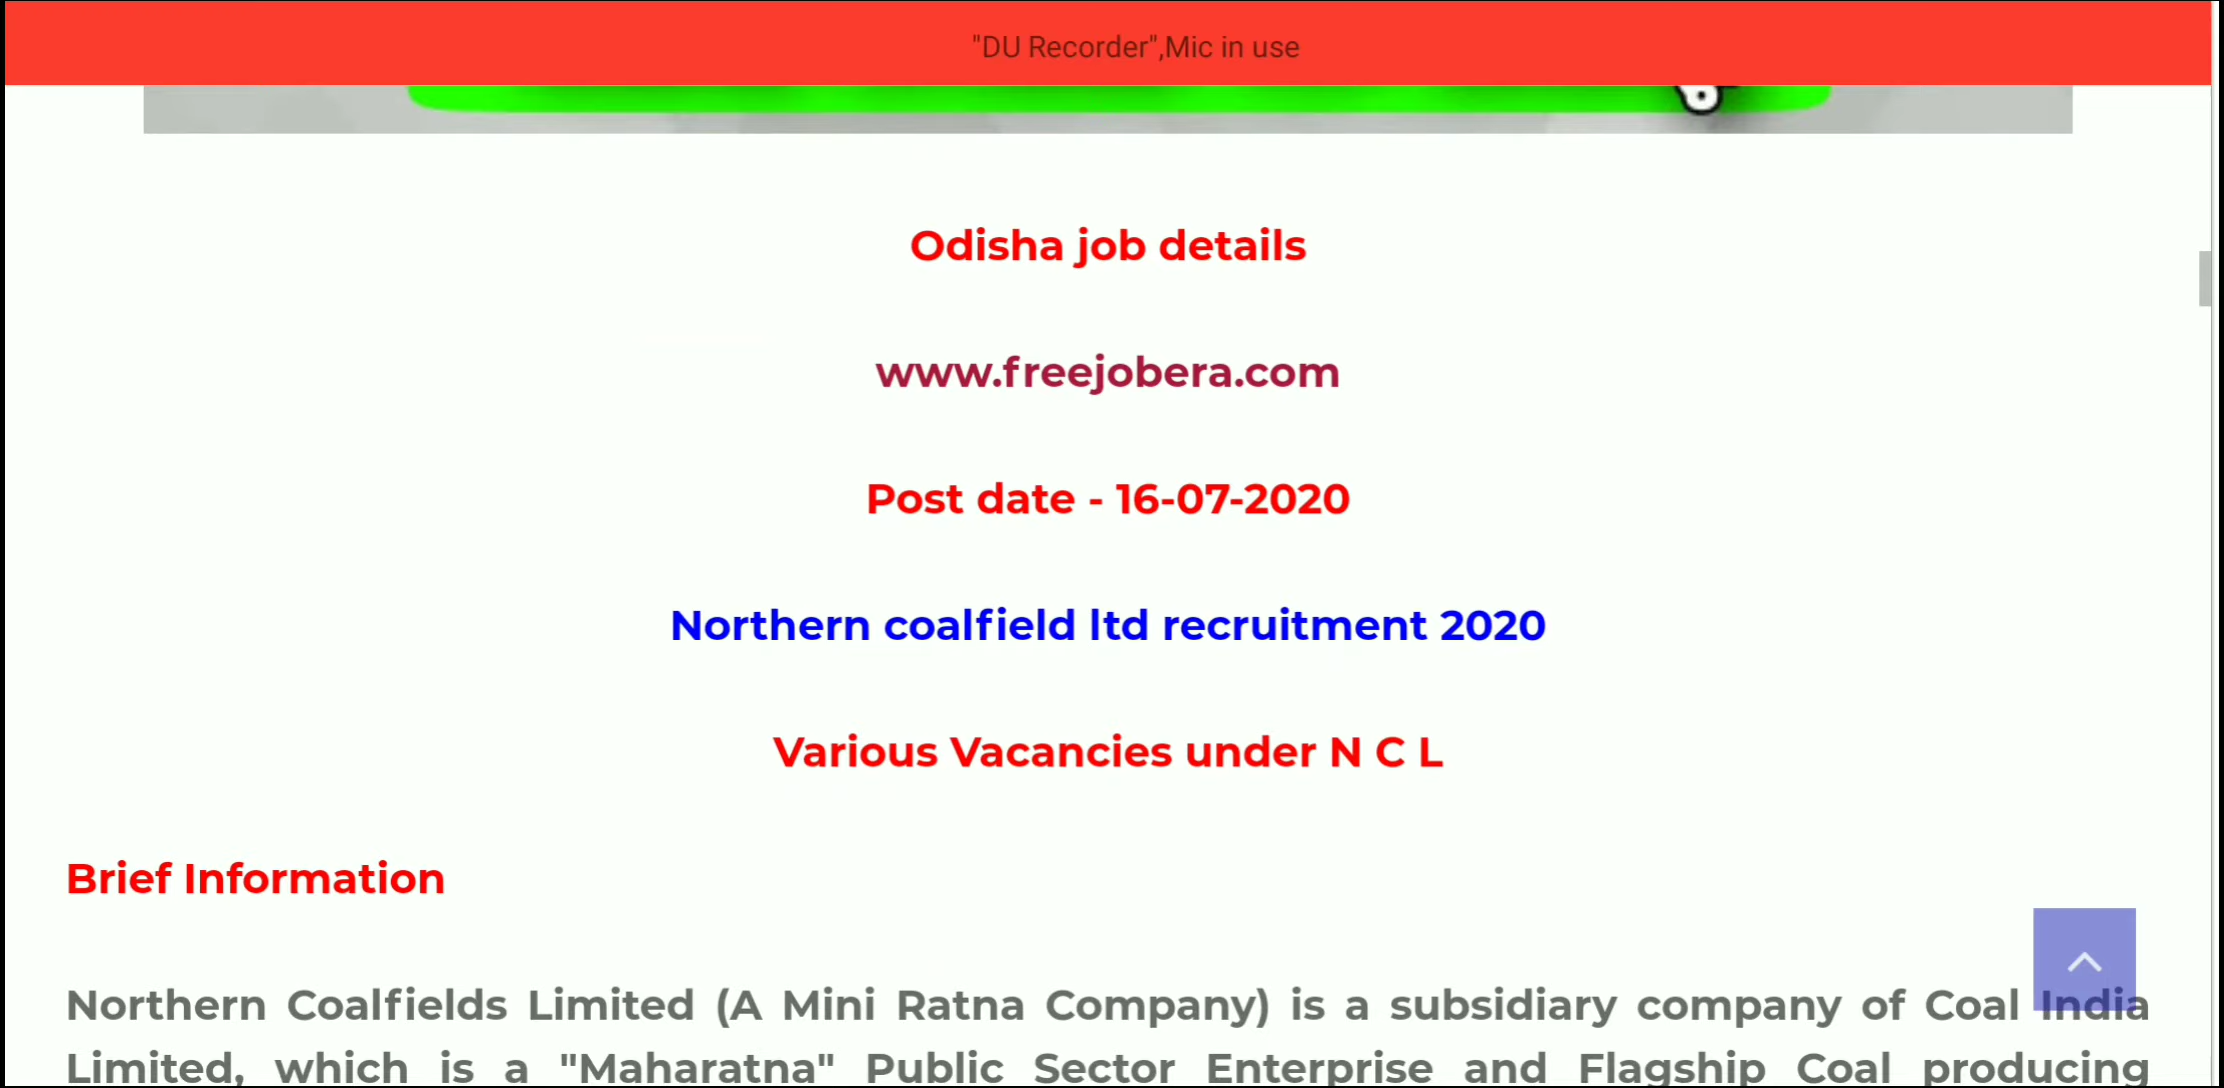 "DU Recorder",Mic in use
Odisha job details
www.freejobera.com
Post date - 16-07-2020
Northern coalfield ltd recruitment 2020
Various Vacancies under N C L
Brief Information
Northern Coalfields Limited (A Mini Ratna Company) is a subsidiary company of Coal India
Limited, which is a "Maharatna" Public Sector Enterprise and Flagship Coal producing